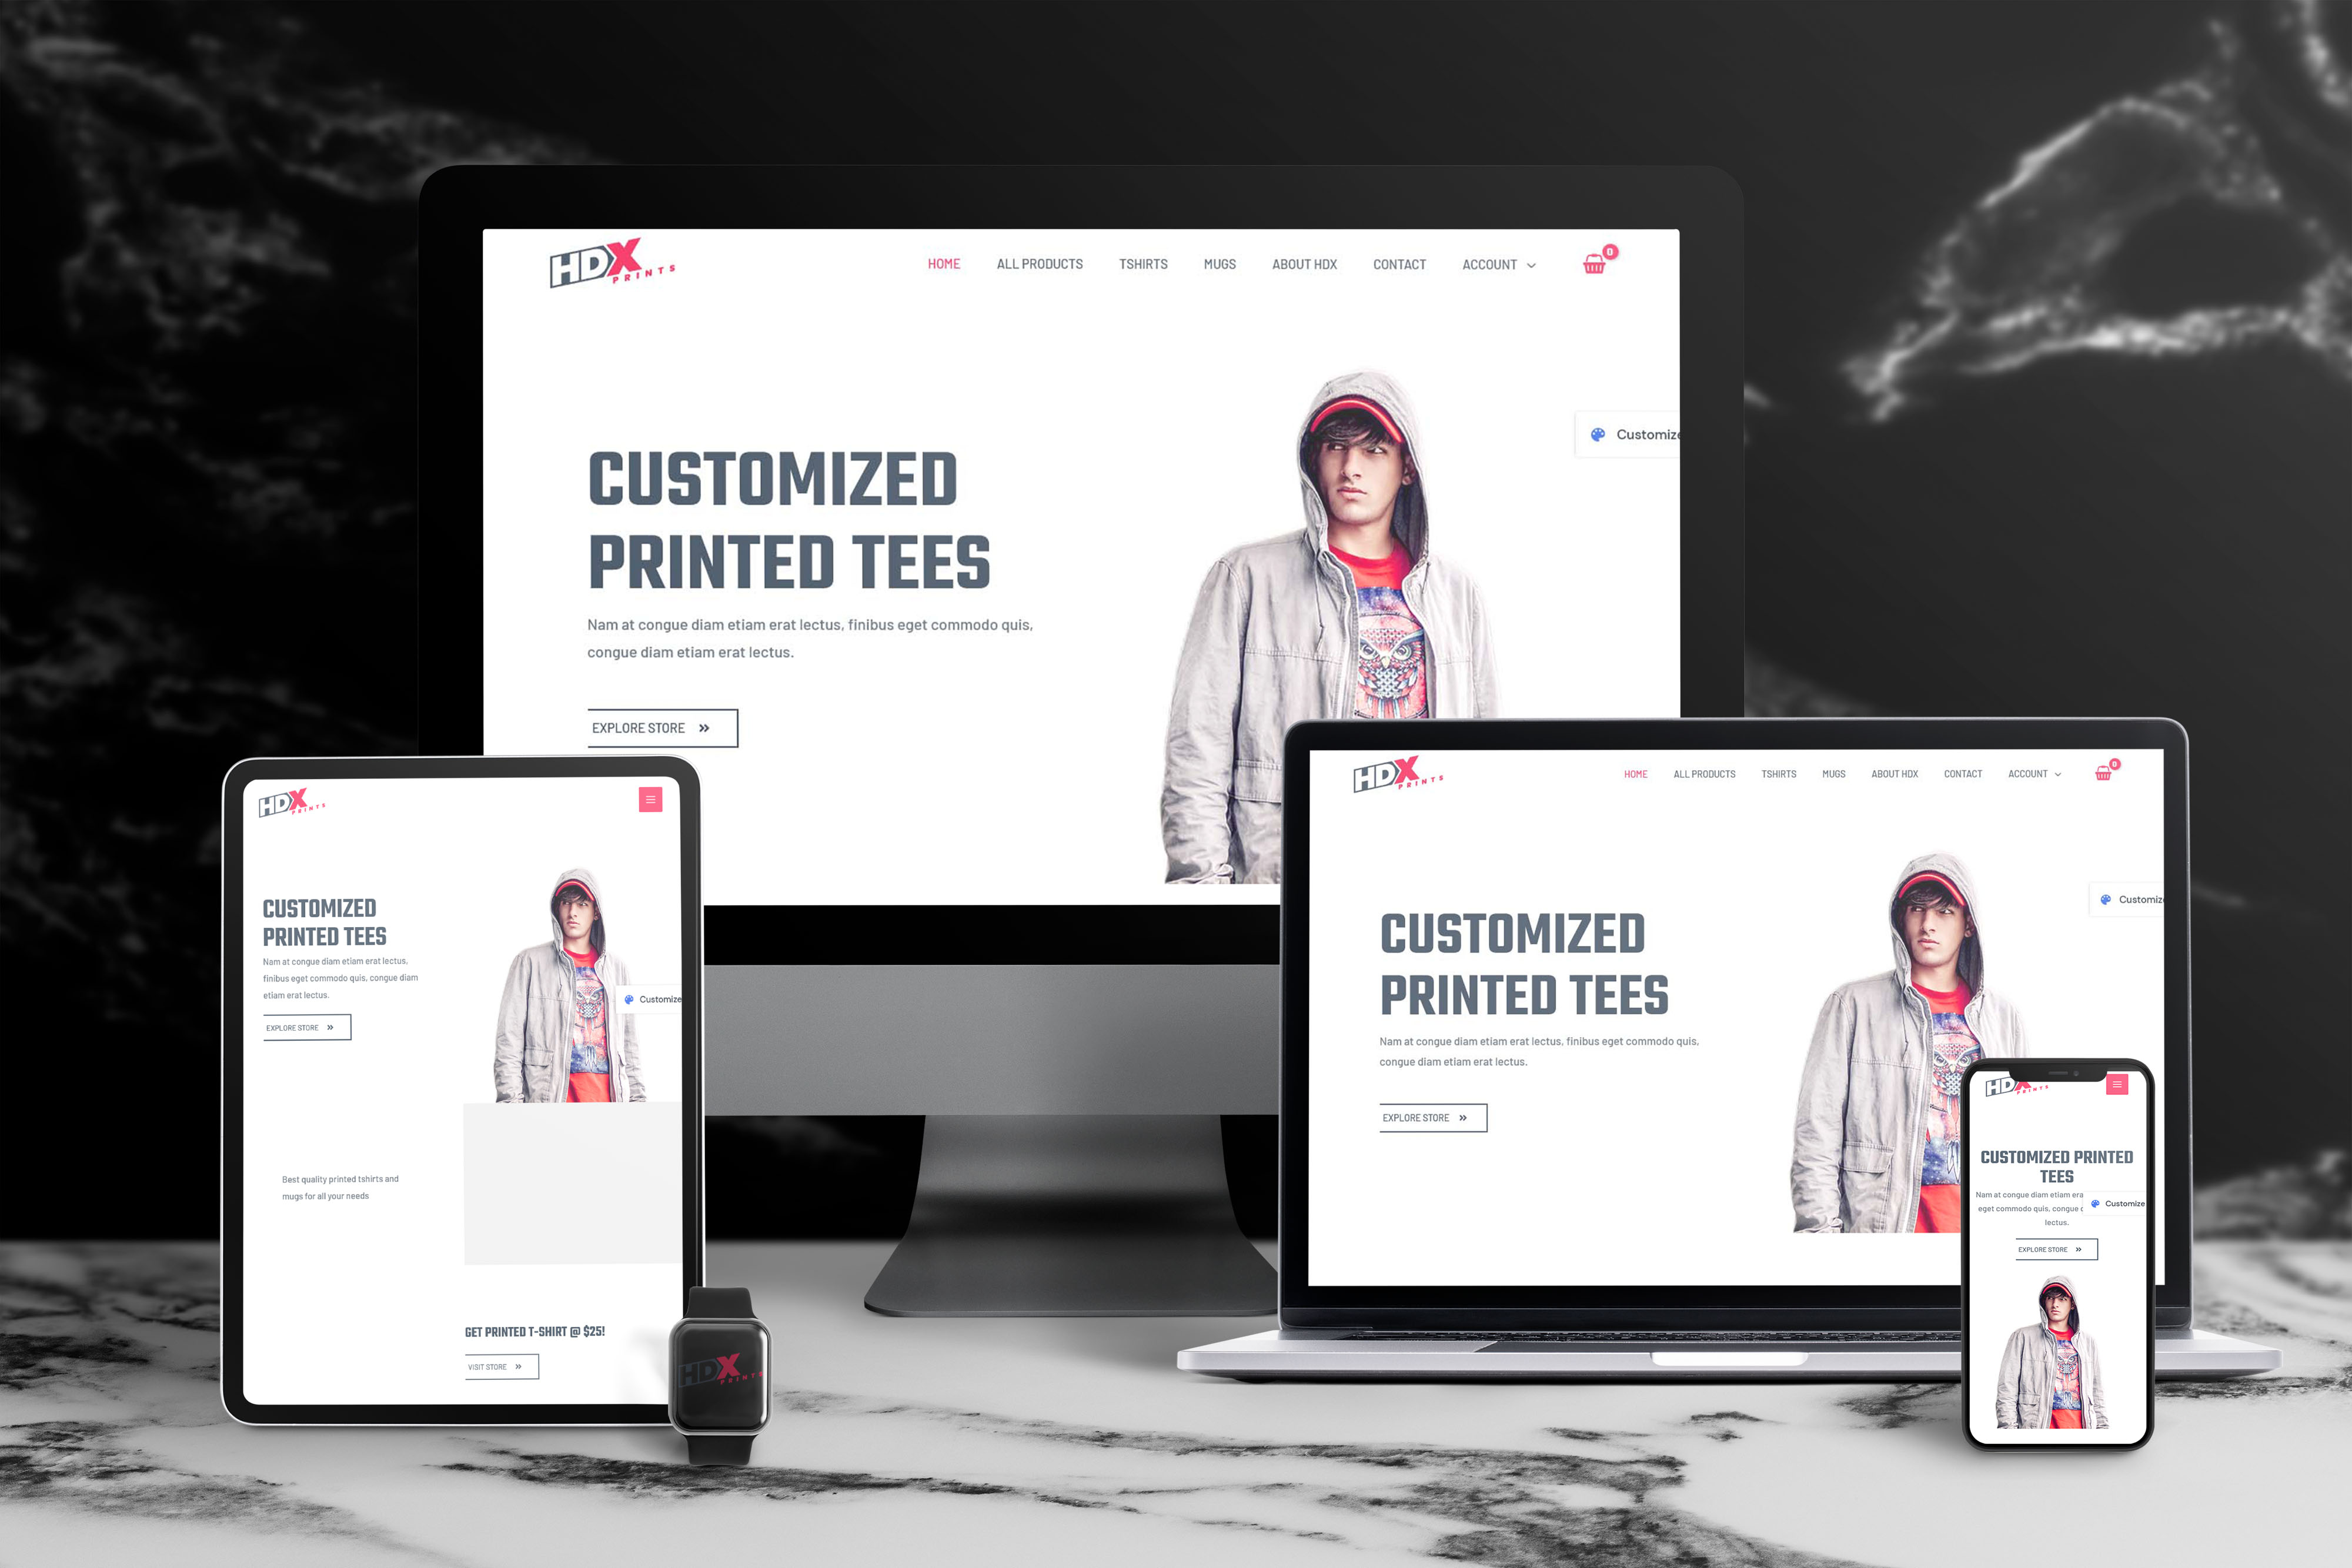 HDX
PRINTS
HOME ALL PRODUCTS TSHIRTS MUGS ABOUT HDX CONTACT ACCOUNT 0
Customize
CUSTOMIZED
PRINTED TEES
Nam at congue diam etiam erat lectus, finibus eget commodo quis,
congue diam etiam erat lectus.
EXPLORE STORE »
HDX
PRINTS
CUSTOMIZED
PRINTED TEES
Nam at congue diam etiam erat lectus,
finibus eget commodo quis, congue diam
etiam erat lectus.
Customize
EXPLORE STORE »
Best quality printed tshirts and
mugs for all your needs
GET PRINTED T-SHIRT @ $25!
VISIT STORE »
HDX
PRINTS
HDX
PRINTS
HOME ALL PRODUCTS TSHIRTS MUGS ABOUT HDX CONTACT ACCOUNT 0
Customiz
CUSTOMIZED
PRINTED TEES
Nam at congue diam etiam erat lectus, finibus eget commodo quis,
congue diam etiam erat lectus.
EXPLORE STORE »
HDX
PRINTS
CUSTOMIZED PRINTED
TEES
Nam at congue diam etiam era
Customize
eget commodo quis, congue
lectus.
EXPLORE STORE »